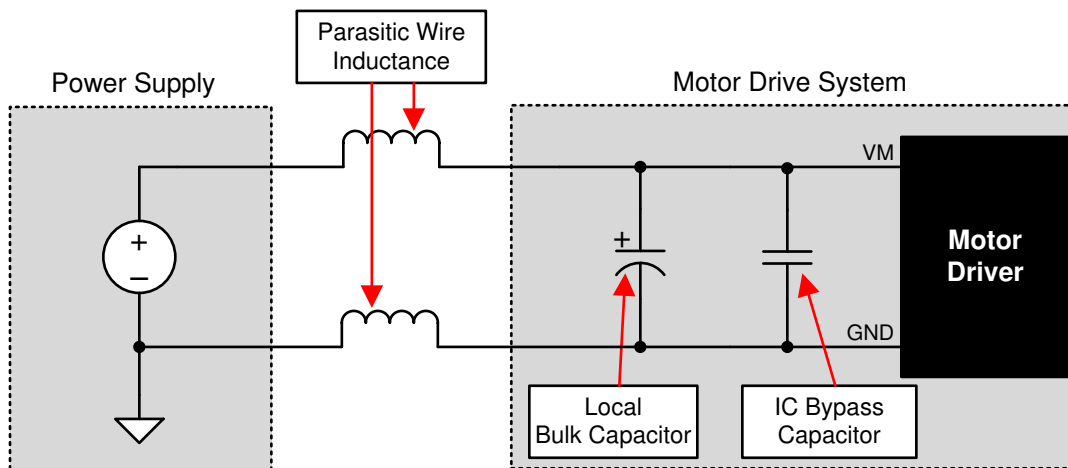 Parasitic Wire
Inductance
Power Supply
Motor Drive System
VM
+
–
+
Motor
Driver
GND
Local
Bulk Capacitor
IC Bypass
Capacitor